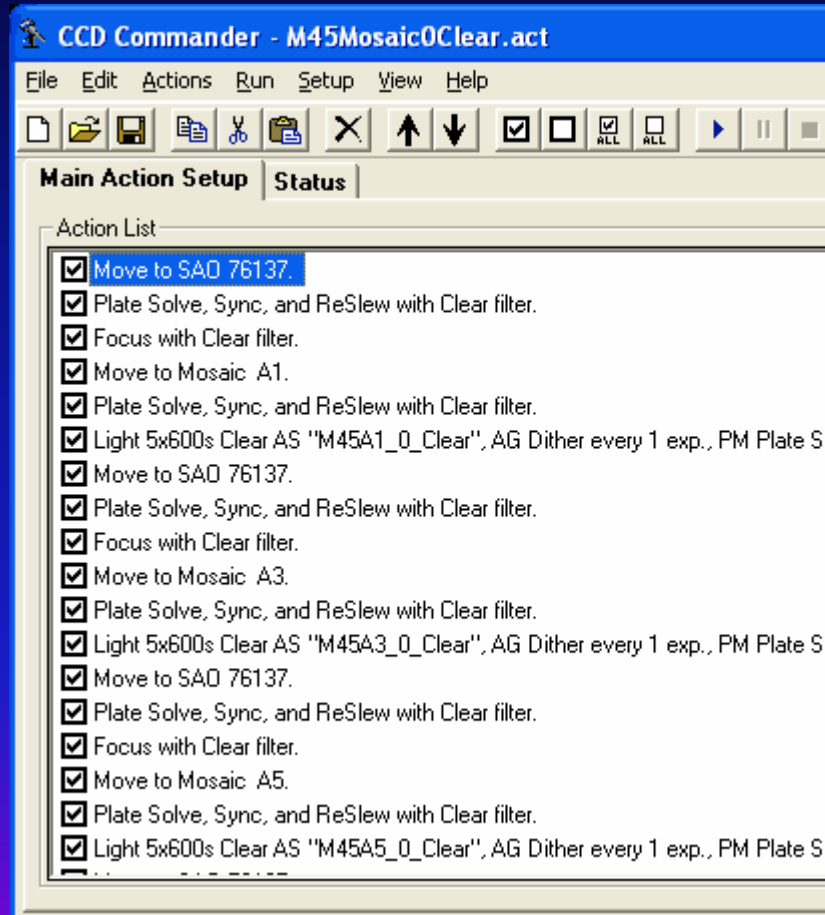 CCD Commander - M45Mosaic0Clear.act
File Edit Actions Run Setup View Help
ALL ALL
Main Action Setup Status
Action List
Move to SAO 76137.
Plate Solve, Sync, and ReSlew with Clear filter.
Focus with Clear filter.
Move to Mosaic A1.
Plate Solve, Sync, and ReSlew with Clear filter.
Light 5x600s Clear AS "M45A1_0_Clear", AG Dither every 1 exp., PM Plate S
Move to SAO 76137.
Plate Solve, Sync, and ReSlew with Clear filter.
Focus with Clear filter.
Move to Mosaic A3.
Plate Solve, Sync, and ReSlew with Clear filter.
Light 5x600s Clear AS "M45A3_0_Clear", AG Dither every 1 exp., PM Plate S
Move to SAO 76137.
Plate Solve, Sync, and ReSlew with Clear filter.
Focus with Clear filter.
Move to Mosaic A5.
Plate Solve, Sync, and ReSlew with Clear filter.
Light 5x600s Clear AS "M45A5_0_Clear", AG Dither every 1 exp., PM Plate S